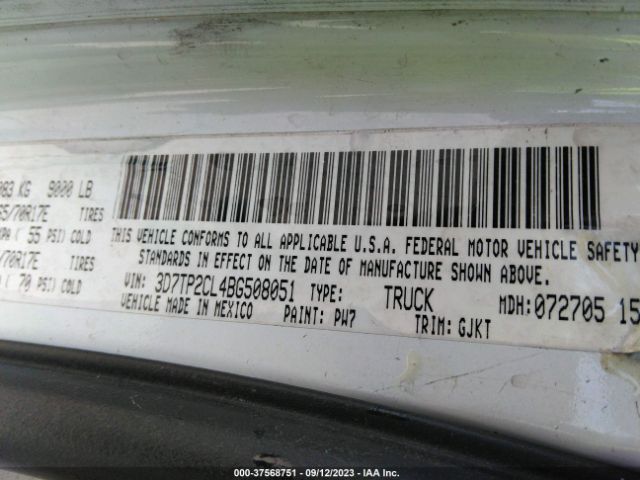 083 KG 9000 LB
65/70R17E TIRES
KPA ( 55 PSI) COLD
/70R17E TIRES
( 70 PSI) COLD
THIS VEHICLE CONFORMS TO ALL APPLICABLE U.S.A. FEDERAL MOTOR VEHICLE SAFETY
STANDARDS IN EFFECT ON THE DATE OF MANUFACTURE SHOWN ABOVE.
VIN: 3D7TP2CL4BG508051 TYPE: TRUCK MDH:072705 15
VEHICLE MADE IN MEXICO PAINT: PW7 TRIM: GJKT
000-37568751 - 09/12/2023 - IAA Inc.